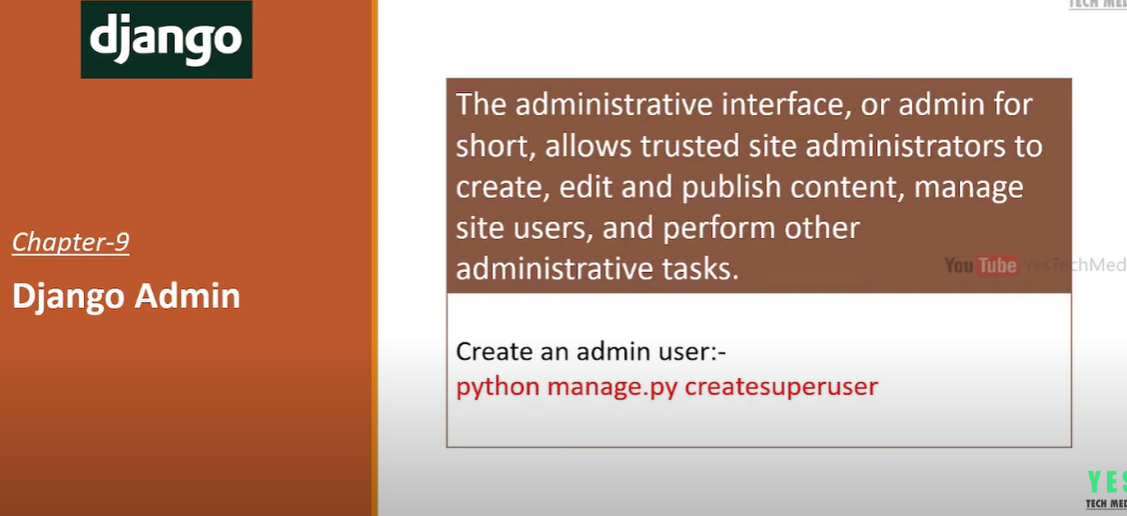 django
TECH MED
Chapter-9
Django Admin
The administrative interface, or admin for
short, allows trusted site administrators to
create, edit and publish content, manage
site users, and perform other
administrative tasks.
YouTube YesTechMed
Create an admin user:-
python manage.py createsuperuser
YES
TECH MED